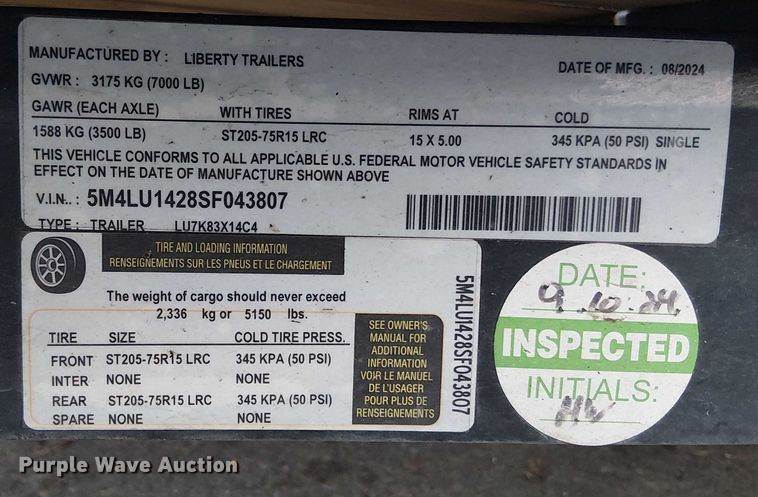 MANUFACTURED BY : LIBERTY TRAILERS
DATE OF MFG. : 08/2024
GVWR : 3175 KG (7000 LB)
GAWR (EACH AXLE) WITH TIRES RIMS AT COLD
1588 KG (3500 LB) ST205-75R15 LRC 15 X 5.00 345 KPA (50 PSI) SINGLE
THIS VEHICLE CONFORMS TO ALL APPLICABLE U.S. FEDERAL MOTOR VEHICLE SAFETY STANDARDS IN
EFFECT ON THE DATE OF MANUFACTURE SHOWN ABOVE
V.I.N.. : 5M4LU1428SF043807
TYPE : TRAILER LU7K83X14C4
TIRE AND LOADING INFORMATION
RENSEIGNEMENTS SUR LES PNEUS ET LE CHARGEMENT
The weight of cargo should never exceed
2,336 kg or 5150 lbs.
TIRE SIZE COLD TIRE PRESS.
FRONT ST205-75R15 LRC 345 KPA (50 PSI)
INTER NONE NONE
REAR ST205-75R15 LRC 345 KPA (50 PSI)
SPARE NONE NONE
SEE OWNER'S
MANUAL FOR
ADDITIONAL
INFORMATION
VOIR LE MANUEL
DE L'USAGER
POUR PLUS DE
RENSEIGNEMENTS
5M4LU1428SF043807
DATE:
9.10.24
INSPECTED
INITIALS:
Purple Wave Auction